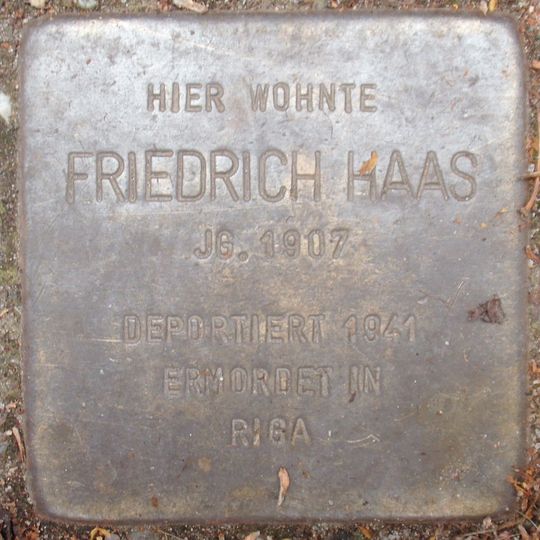 HIER WOHNTE
FRIEDRICH HAAS
JG. 1907
DEPORTIERT 1941
ERMORDET IN
RIGA